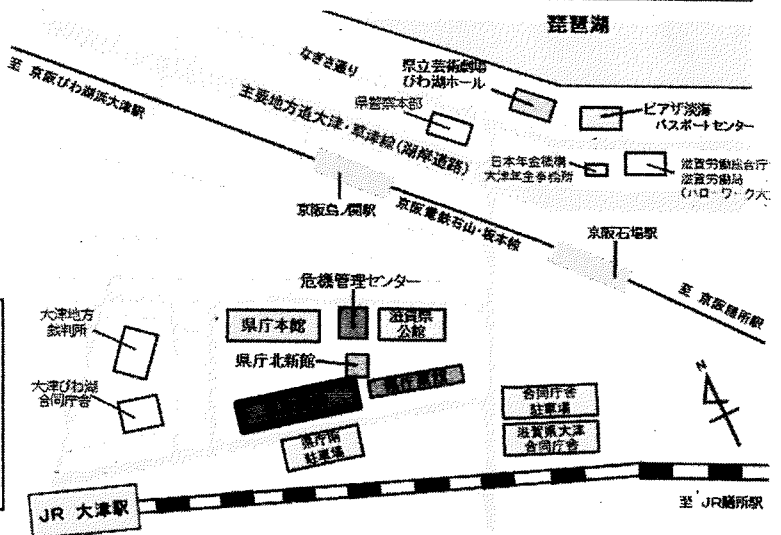 琵琶湖
なぎさ通り
県立芸術劇場
びわ湖ホール
至 京阪びわ湖浜大津駅
主要地方道大津・草津線(湖岸道路)
県警察本部
ピアザ淡海
パスポートセンター
日本年金機構
大津年金事務所
滋賀労働総合庁
滋賀労働局
(ハローワーク大
京阪島ノ関駅
京阪電鉄石山・坂本線
京阪石場駅
至 京阪膳所駅
危機管理センター
大津地方
裁判所
県庁本館
滋賀県
公館
県庁北新館
大津びわ湖
合同庁舎
県庁前
駐車場
合同庁舎
駐車場
滋賀県大津
合同庁舎
N
JR 大津駅
至 JR膳所駅